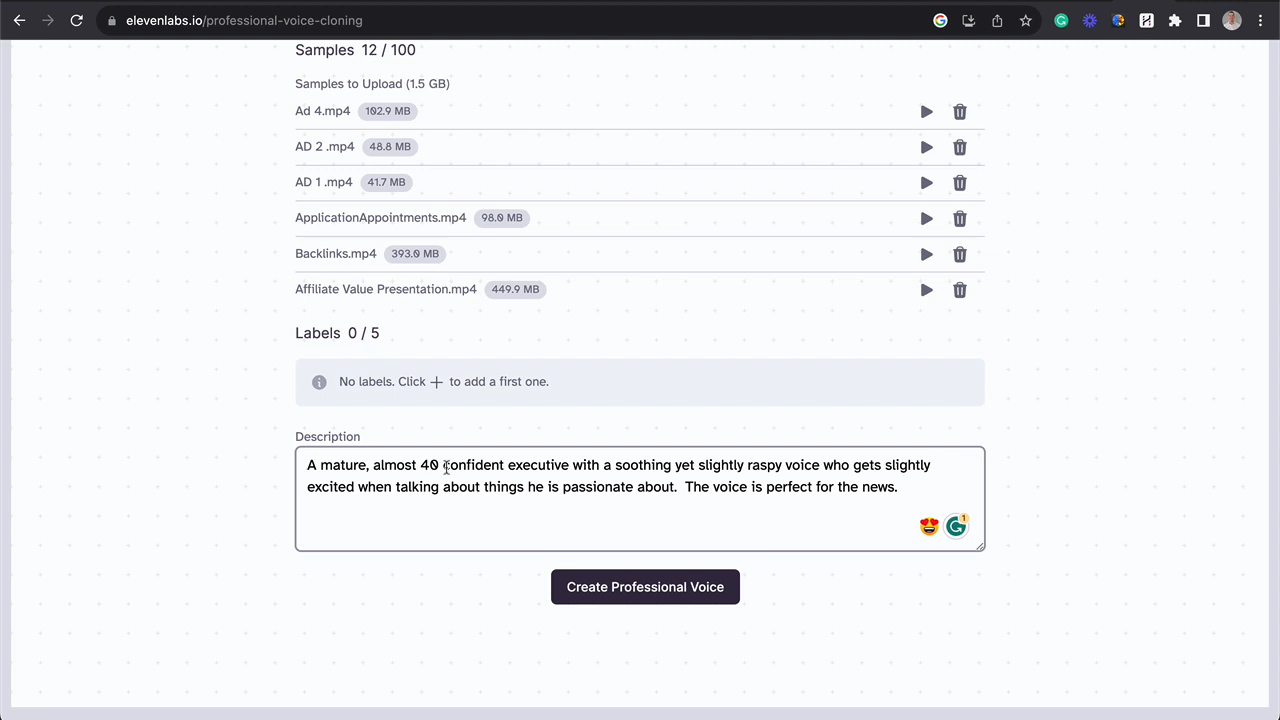 elevenlabs.io/professional-voice-cloning
Samples 12 / 100
Samples to Upload (1.5 GB)
Ad 4.mp4 102.9 MB
AD 2 .mp4 48.8 MB
AD 1 .mp4 41.7 MB
ApplicationAppointments.mp4 98.0 MB
Backlinks.mp4 393.0 MB
Affiliate Value Presentation.mp4 449.9 MB
Labels 0 / 5
No labels. Click + to add a first one.
Description
A mature, almost 40 confident executive with a soothing yet slightly raspy voice who gets slightly
excited when talking about things he is passionate about.  The voice is perfect for the news.
1
Create Professional Voice